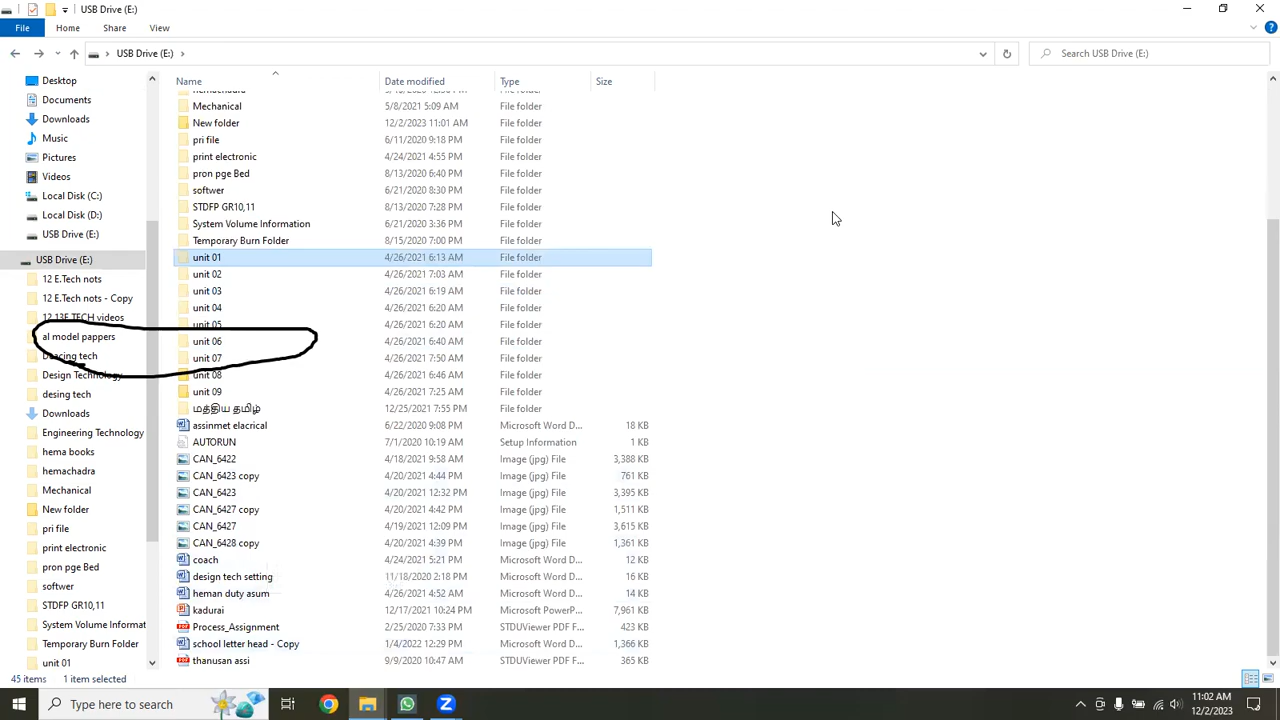 USB Drive (E:)
File Home Share View
USB Drive (E:)
Search USB Drive (E:)
Desktop
Documents
Downloads
Music
Pictures
Videos
Local Disk (C:)
Local Disk (D:)
USB Drive (E:)
USB Drive (E:)
12 E.Tech nots
12 E.Tech nots - Copy
12,13E.TECH videos
al model pappers
Deacing tech
Design Technology
desing tech
Downloads
Engineering Technology
hema books
hemachadra
Mechanical
New folder
pri file
print electronic
pron pge Bed
softwer
STDFP GR10,11
System Volume Informat
Temporary Burn Folder
unit 01
Name Date modified Type Size
Mechanical 5/8/2021 5:09 AM File folder
New folder 12/2/2023 11:01 AM File folder
pri file 6/11/2020 9:18 PM File folder
print electronic 4/24/2021 4:55 PM File folder
pron pge Bed 8/13/2020 6:40 PM File folder
softwer 6/21/2020 8:30 PM File folder
STDFP GR10,11 8/13/2020 7:28 PM File folder
System Volume Information 6/21/2020 3:36 PM File folder
Temporary Burn Folder 8/15/2020 7:00 PM File folder
unit 01 4/26/2021 6:13 AM File folder
unit 02 4/26/2021 7:03 AM File folder
unit 03 4/26/2021 6:19 AM File folder
unit 04 4/26/2021 6:20 AM File folder
unit 05 4/26/2021 6:20 AM File folder
unit 06 4/26/2021 6:40 AM File folder
unit 07 4/26/2021 7:50 AM File folder
unit 08 4/26/2021 6:46 AM File folder
unit 09 4/26/2021 7:25 AM File folder
மத்திய தமிழ் 12/25/2021 7:55 PM File folder
assinmet elacrical 6/22/2020 9:08 PM Microsoft Word D... 18 KB
AUTORUN 7/1/2020 10:19 AM Setup Information 1 KB
CAN_6422 4/18/2021 9:58 AM Image (jpg) File 3,388 KB
CAN_6423 copy 4/20/2021 4:44 PM Image (jpg) File 761 KB
CAN_6423 4/20/2021 12:32 PM Image (jpg) File 3,395 KB
CAN_6427 copy 4/20/2021 4:42 PM Image (jpg) File 1,511 KB
CAN_6427 4/19/2021 12:09 PM Image (jpg) File 3,615 KB
CAN_6428 copy 4/20/2021 4:39 PM Image (jpg) File 1,361 KB
coach 4/24/2021 5:21 PM Microsoft Word D... 12 KB
design tech setting 11/18/2020 2:18 PM Microsoft Word D... 16 KB
heman duty asum 4/26/2021 4:52 AM Microsoft Word D... 14 KB
kadurai 12/17/2021 10:24 PM Microsoft PowerP... 7,961 KB
Process_Assignment 2/25/2020 7:33 PM STDUViewer PDF F... 423 KB
school letter head - Copy 1/4/2022 12:29 PM Microsoft Word D... 1,366 KB
thanusan assi 9/9/2020 10:47 AM STDUViewer PDF F... 365 KB
45 items 1 item selected
Type here to search
11:02 AM
12/2/2023